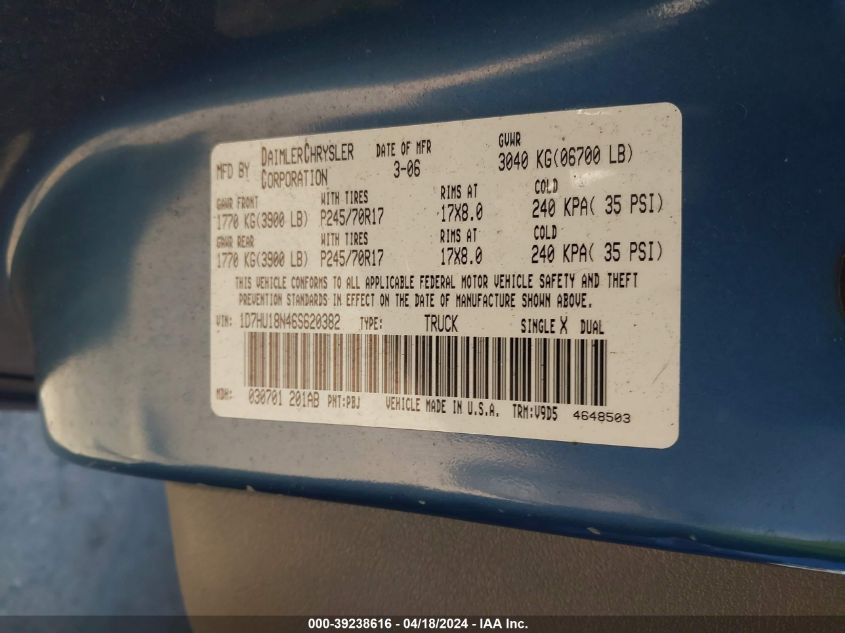 MFD BY DAIMLERCHRYSLER CORPORATION DATE OF MFR 3-06 GVWR 3040 KG(06700 LB)
GAWR FRONT WITH TIRES RIMS AT COLD
1770 KG(3900 LB) P245/70R17 17X8.0 240 KPA( 35 PSI)
GAWR REAR WITH TIRES RIMS AT COLD
1770 KG(3900 LB) P245/70R17 17X8.0 240 KPA( 35 PSI)
THIS VEHICLE CONFORMS TO ALL APPLICABLE FEDERAL MOTOR VEHICLE SAFETY AND THEFT
PREVENTION STANDARDS IN EFFECT ON THE DATE OF MANUFACTURE SHOWN ABOVE.
VIN: 1D7HU18N46S620382 TYPE: TRUCK SINGLE X DUAL
MDH: 030701 201AB PNT:PBJ VEHICLE MADE IN U.S.A. TRM:V9D5 4648503
000-39238616 - 04/18/2024 - IAA Inc.